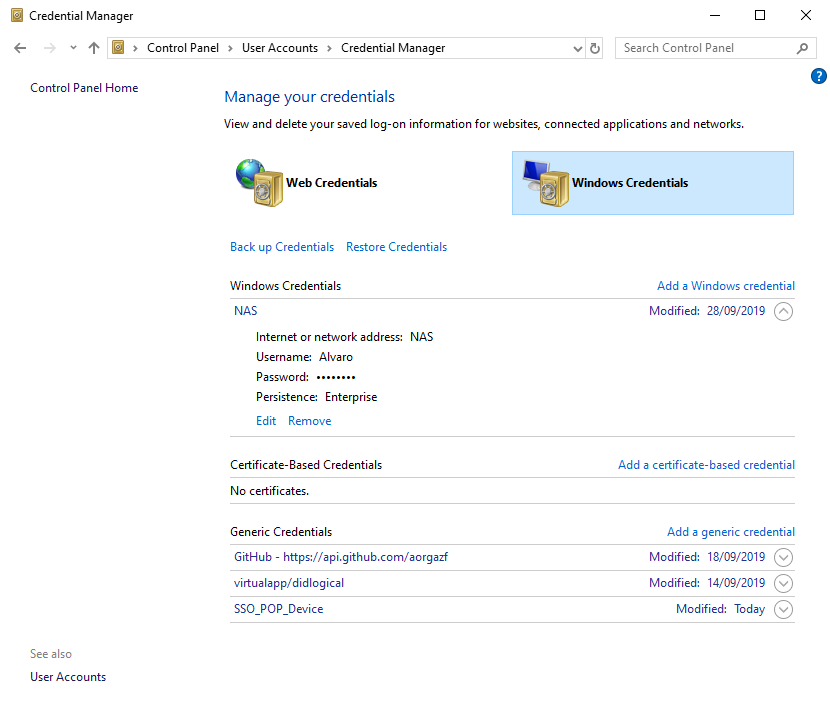 Credential Manager
Control Panel > User Accounts > Credential Manager
Search Control Panel
?
Control Panel Home
Manage your credentials
View and delete your saved log-on information for websites, connected applications and networks.
Web Credentials
Windows Credentials
Back up Credentials Restore Credentials
Windows Credentials Add a Windows credential
NAS Modified: 28/09/2019
Internet or network address: NAS
Username: Alvaro
Password: ••••••••
Persistence: Enterprise
Edit Remove
Certificate-Based Credentials Add a certificate-based credential
No certificates.
Generic Credentials Add a generic credential
GitHub - https://api.github.com/aorgazf Modified: 18/09/2019
virtualapp/didlogical Modified: 14/09/2019
SSO_POP_Device Modified: Today
See also
User Accounts